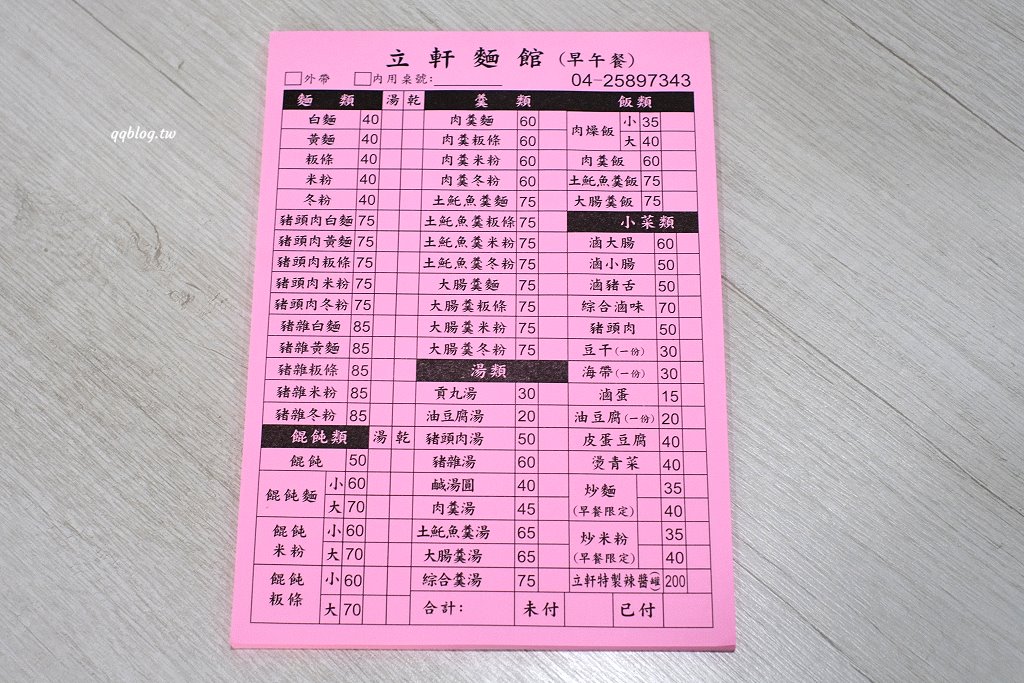 立軒麵館(早午餐)
□外帶 □內用桌號:________ 04-25897343
qqblog.tw
麵類 湯 乾
白麵 40
黃麵 40
粄條 40
米粉 40
冬粉 40
豬頭肉白麵 75
豬頭肉黃麵 75
豬頭肉粄條 75
豬頭肉米粉 75
豬頭肉冬粉 75
豬雜白麵 85
豬雜黃麵 85
豬雜粄條 85
豬雜米粉 85
豬雜冬粉 85
餛飩類 湯 乾
餛飩 50
餛飩麵 小 60
大 70
餛飩米粉 小 60
大 70
餛飩粄條 小 60
大 70
羹類
肉羹麵 60
肉羹粄條 60
肉羹米粉 60
肉羹冬粉 60
土魠魚羹麵 75
土魠魚羹粄條 75
土魠魚羹米粉 75
土魠魚羹冬粉 75
大腸羹麵 75
大腸羹粄條 75
大腸羹米粉 75
大腸羹冬粉 75
湯類
貢丸湯 30
油豆腐湯 20
豬頭肉湯 50
豬雜湯 60
鹹湯圓 40
肉羹湯 45
土魠魚羹湯 65
大腸羹湯 65
綜合羹湯 75
飯類
肉燥飯 小 35
大 40
肉羹飯 60
土魠魚羹飯 75
大腸羹飯 75
小菜類
滷大腸 60
滷小腸 50
滷豬舌 50
綜合滷味 70
豬頭肉 50
豆干(一份) 30
海帶(一份) 30
滷蛋 15
油豆腐(一份) 20
皮蛋豆腐 40
燙青菜 40
炒麵 35
(早餐限定) 40
炒米粉 35
(早餐限定) 40
立軒特製辣醬(罐) 200
合計: 未付 已付